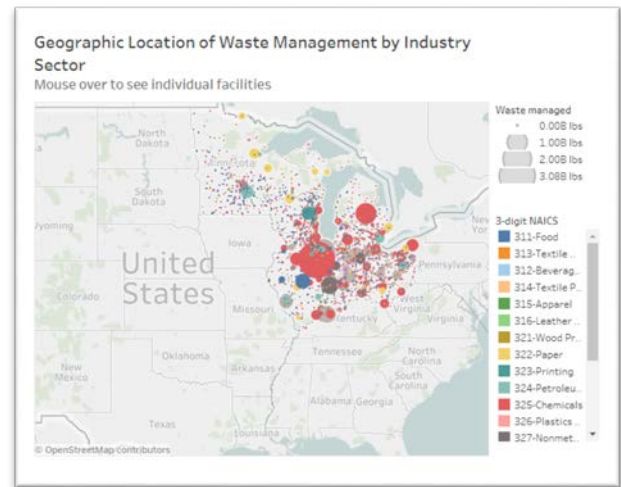 Geographic Location of Waste Management by Industry
Sector
Mouse over to see individual facilities
Waste managed
0.00B lbs
1.00B lbs
2.00B lbs
3.08B lbs
3-digit NAICS
311-Food
313-Textile ..
312-Beverag..
314-Textile P..
315-Apparel
316-Leather ..
321-Wood Pr..
322-Paper
323-Printing
324-Petroleu..
325-Chemicals
326-Plastics ..
327-Nonmet..
North
Dakota
Minnesota
South
Dakota
Wyoming
Iowa
New
York
Pennsylvania
United
States
Colorado
Missouri
Kentucky
West
Virginia
Virginia
Oklahoma
Tennessee
North
Carolina
New
Mexico
Arkansas
South
Carolina
Alabama
Georgia
Texas
Louisiana
© OpenStreetMap contributors